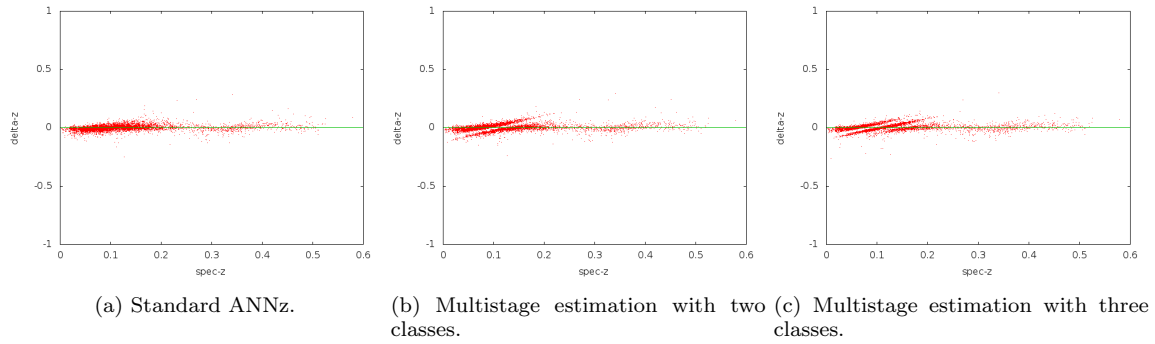 1
0.5
0
-0.5
-1
delta-z
0 0.1 0.2 0.3 0.4 0.5 0.6
spec-z
(a) Standard ANNz.
1
0.5
0
-0.5
-1
delta-z
0 0.1 0.2 0.3 0.4 0.5 0.6
spec-z
(b) Multistage estimation with two
classes.
1
0.5
0
-0.5
-1
delta-z
0 0.1 0.2 0.3 0.4 0.5 0.6
spec-z
(c) Multistage estimation with three
classes.